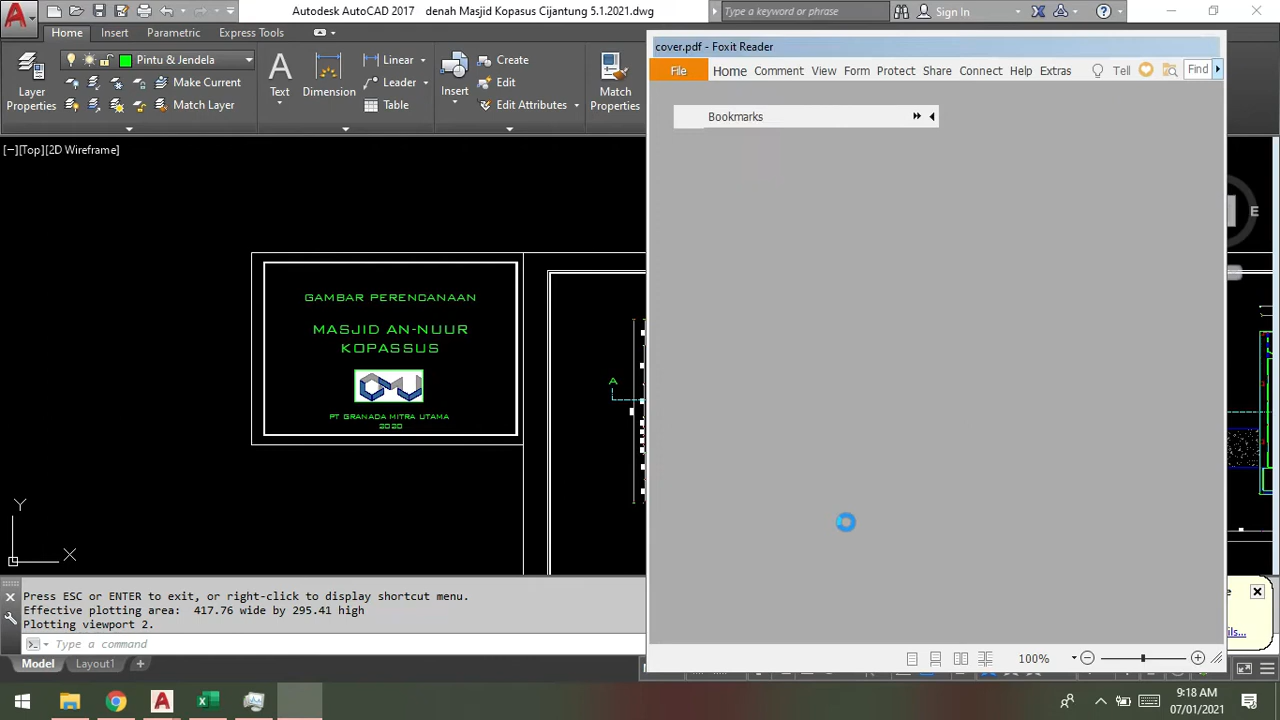 Autodesk AutoCAD 2017 denah Masjid Kopasus Cijantung 5.1.2021.dwg
Type a keyword or phrase
Sign In
Home Insert Parametric Express Tools
Layer Properties
Pintu & Jendela
Make Current
Match Layer
Text
Dimension
Linear
Leader
Table
Insert
Create
Edit
Edit Attributes
Match Properties
cover.pdf - Foxit Reader
File Home Comment View Form Protect Share Connect Help Extras Tell Find
Bookmarks
[−][Top][2D Wireframe]
E
GAMBAR PERENCANAAN
MASJID AN-NUUR
KOPASSUS
PT GRANADA MITRA UTAMA
2020
A
Y
X
Press ESC or ENTER to exit, or right-click to display shortcut menu.
Effective plotting area: 417.76 wide by 295.41 high
Plotting viewport 2.
Type a command
Model Layout1
100%
ils...
9:18 AM
07/01/2021